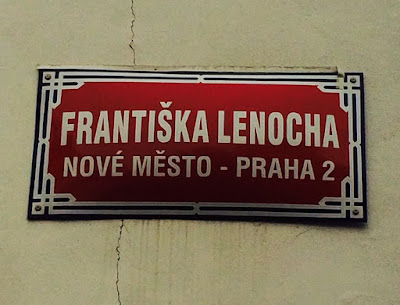 FRANTIŠKA LENOCHA
NOVÉ MĚSTO - PRAHA 2